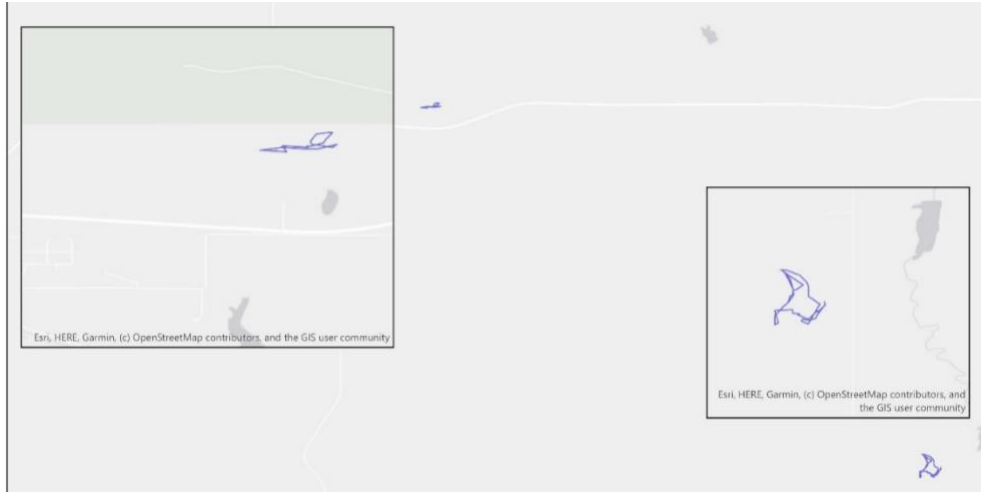 Esri, HERE, Garmin, (c) OpenStreetMap contributors, and the GIS user community
Esri, HERE, Garmin, (c) OpenStreetMap contributors, and
the GIS user community